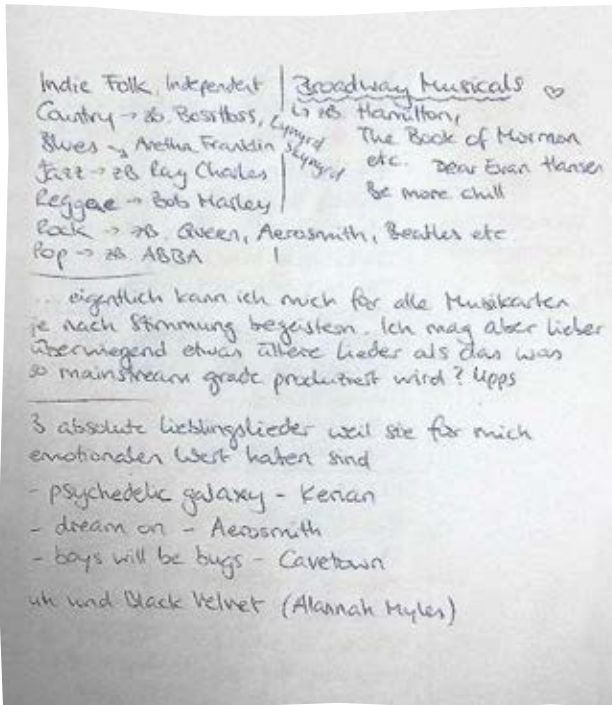 Indie Folk, Independent
Country → zB. BossHoss, Lynyrd Skynyrd
Blues → Aretha Franklin
Jazz → zB Ray Charles
Reggae → Bob Marley
Broadway Musicals ♡
↳ zB. Hamilton,
The Book of Mormon
etc. Dear Evan Hansen
Be more chill
Rock → zB. Queen, Aerosmith, Beatles etc
Pop → zB ABBA
... eigentlich kann ich mich für alle Musikarten
je nach Stimmung begeistern. Ich mag aber lieber
überwiegend etwas ältere Lieder als das was
so mainstream grade produziert wird? Upps
3 absolute Lieblingslieder weil sie für mich
emotionalen Wert haben sind
- psychedelic galaxy - Kerian
- dream on - Aerosmith
- boys will be bugs - Cavetown
uh und Black Velvet (Alannah Myles)